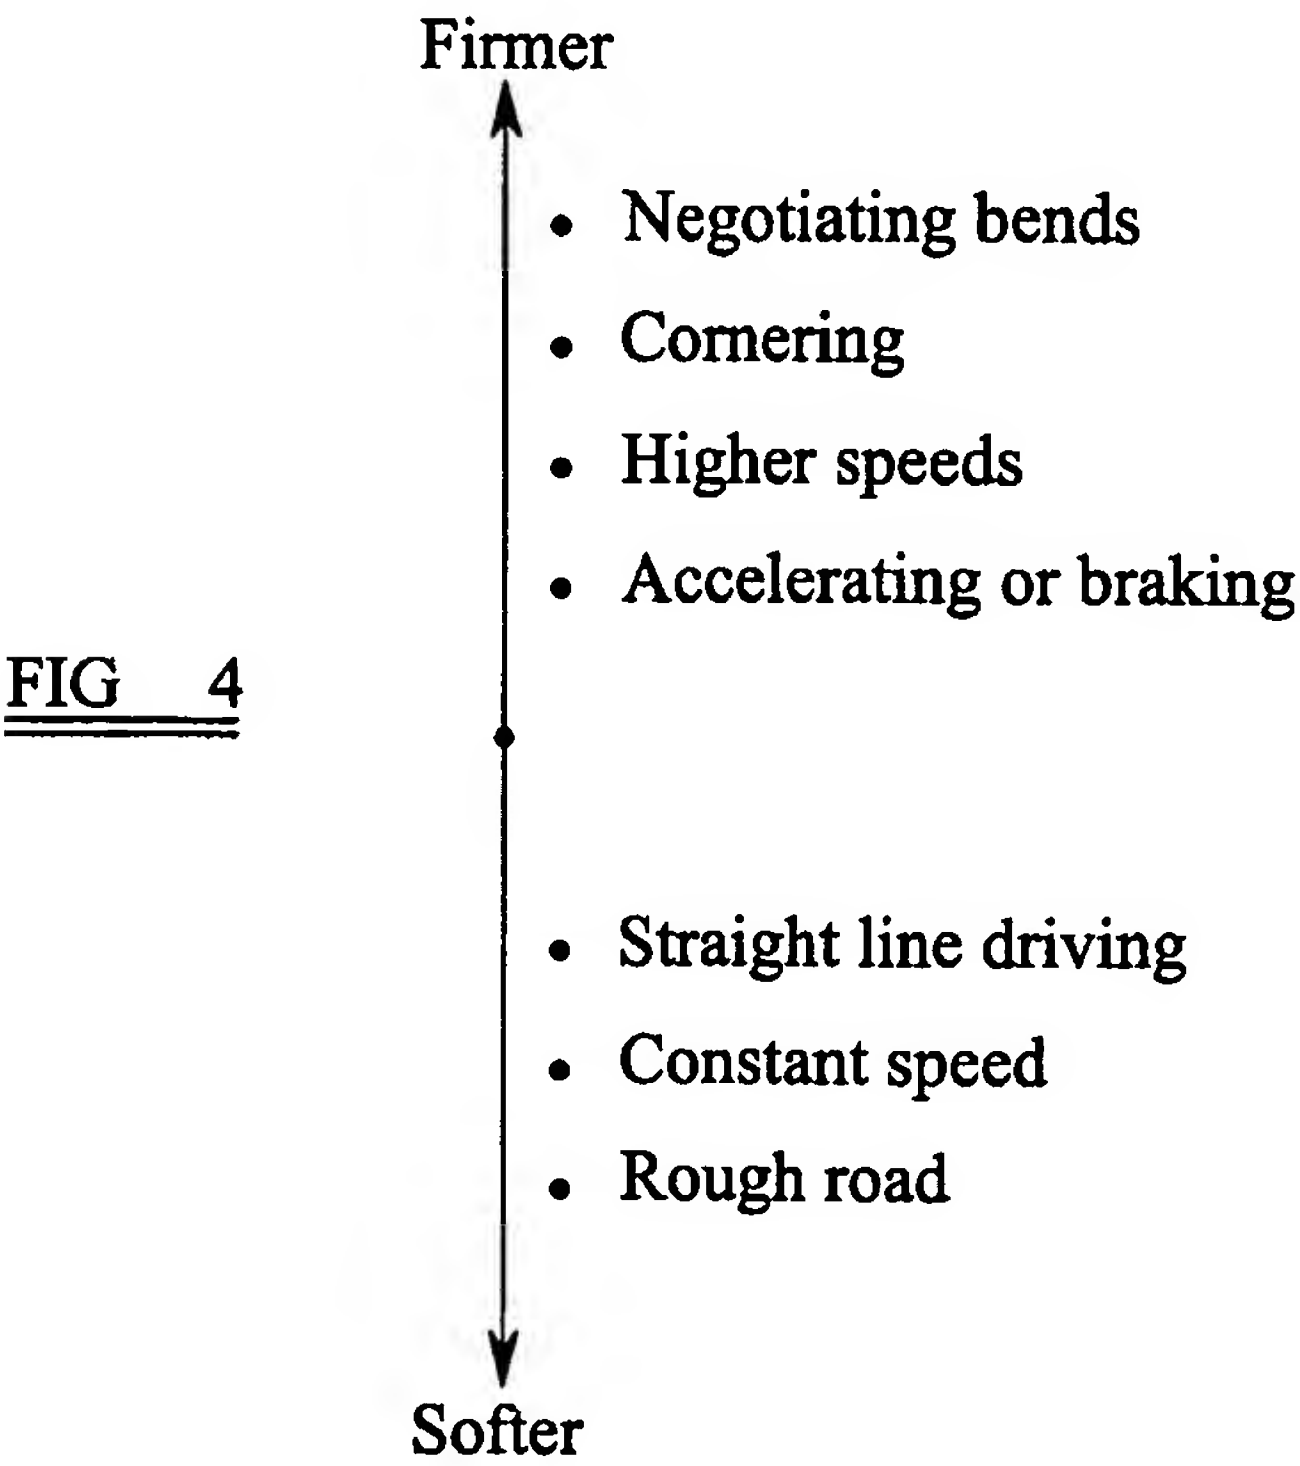 Firmer
• Negotiating bends
• Cornering
• Higher speeds
• Accelerating or braking
FIG 4
• Straight line driving
• Constant speed
• Rough road
Softer